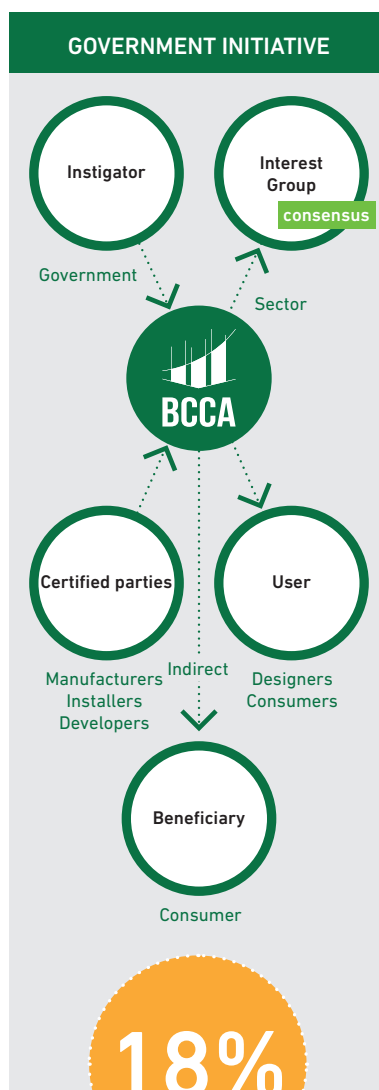 GOVERNMENT INITIATIVE
Instigator
Interest
Group
consensus
Government
Sector
BCCA
Certified parties
User
Manufacturers
Installers
Developers
Indirect
Designers
Consumers
Beneficiary
Consumer
18%